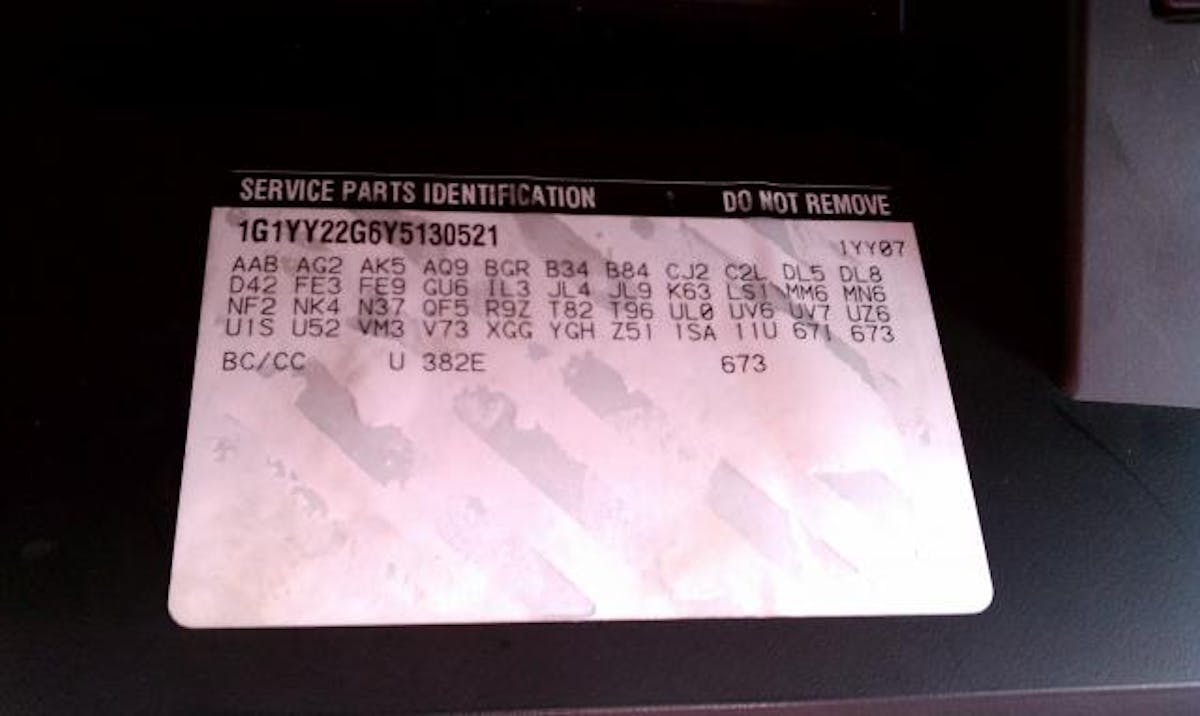 SERVICE PARTS IDENTIFICATION DO NOT REMOVE
1G1YY22G6Y5130521 1YY07
AAB AG2 AK5 AQ9 BGR B34 B84 CJ2 C2L DL5 DL8
D42 FE3 FE9 GU6 IL3 JL4 JL9 K63 LS1 MM6 MN6
NF2 NK4 N37 QF5 R9Z T82 T96 UL0 UV6 UV7 UZ6
U1S U52 VM3 V73 XGG YGH Z51 1SA 11U 671 673
BC/CC U 382E 673